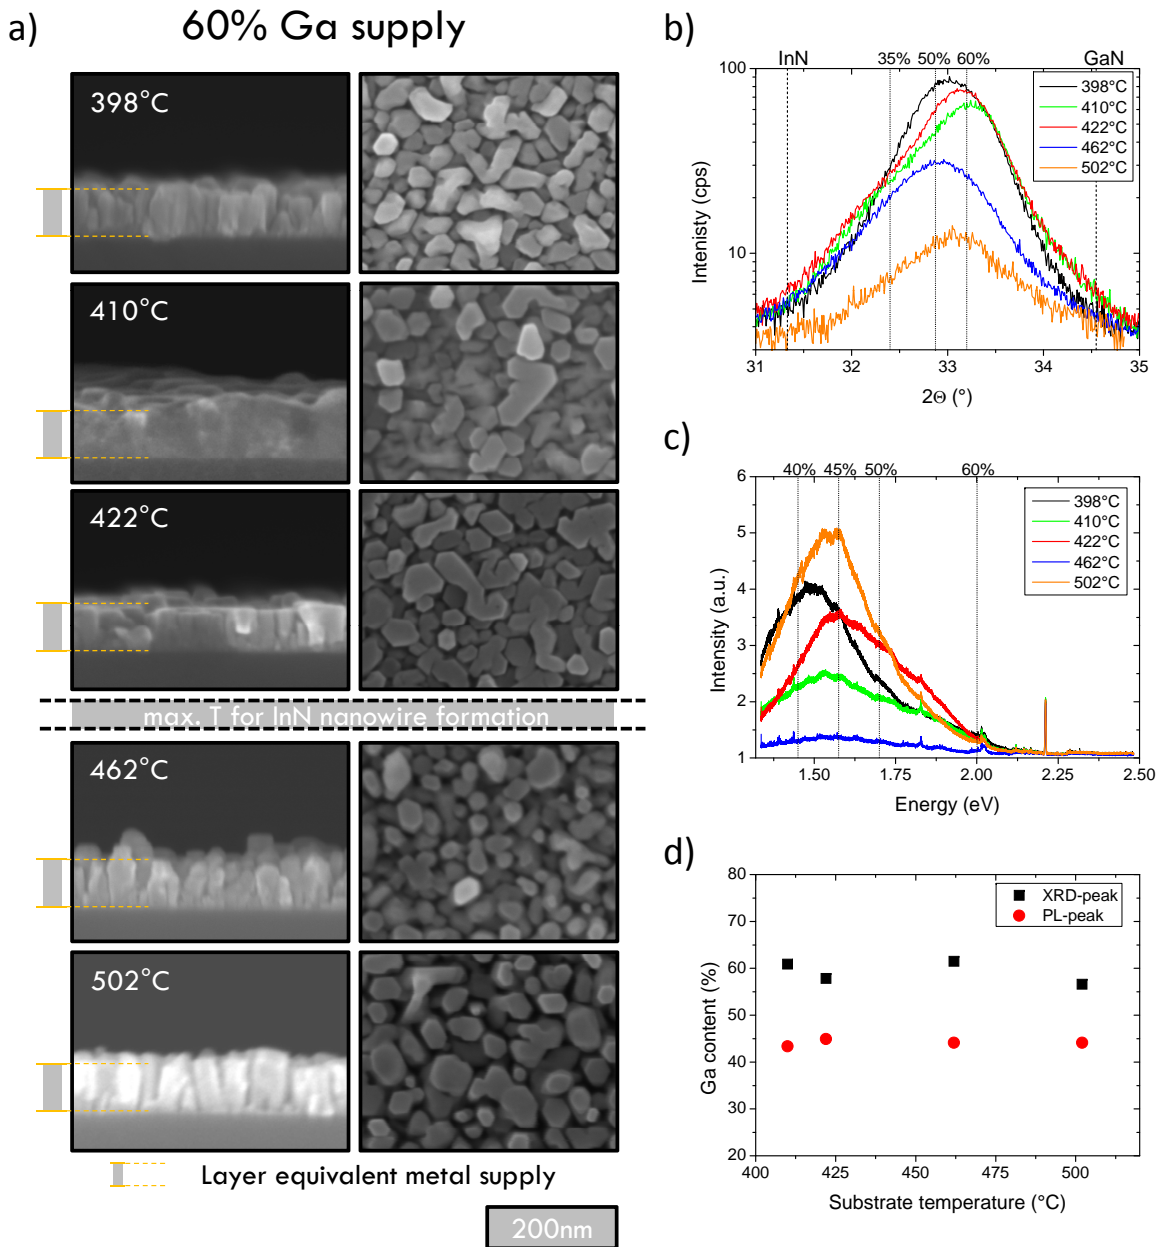 a)
60% Ga supply
398°C
410°C
422°C
max. T for InN nanowire formation
462°C
502°C
Layer equivalent metal supply
200nm
b)
InN
35% 50% 60%
GaN
100
10
Intenisty (cps)
398°C
410°C
422°C
462°C
502°C
31 32 33 34 35
2Θ (°)
c)
40% 45% 50% 60%
6
5
4
3
2
1
Intensity (a.u.)
398°C
410°C
422°C
462°C
502°C
1.50 1.75 2.00 2.25 2.50
Energy (eV)
d)
80
70
60
50
40
30
20
Ga content (%)
XRD-peak
PL-peak
400 425 450 475 500
Substrate temperature (°C)